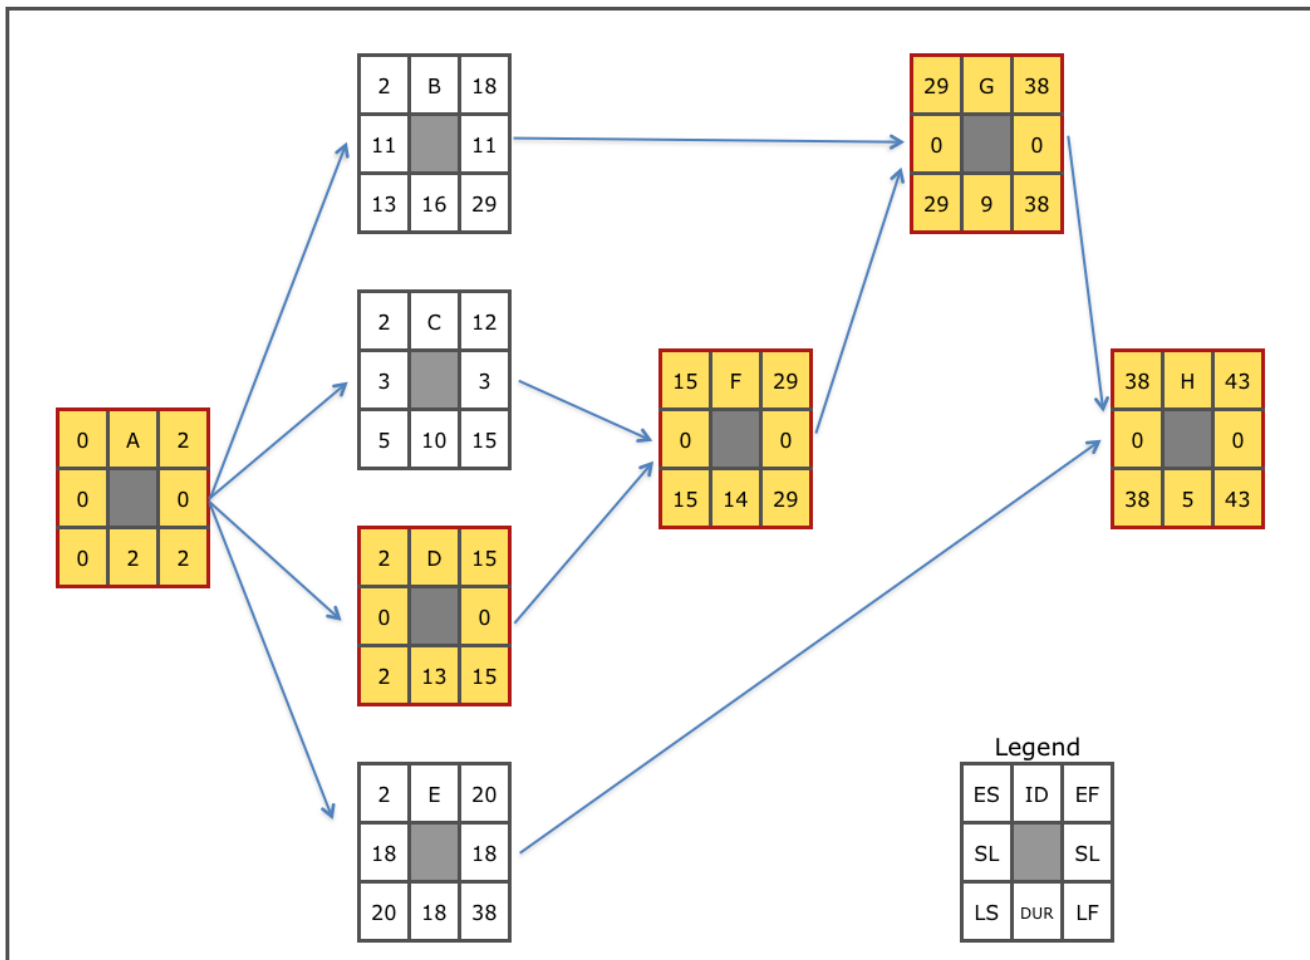 2 B 18
11 11
13 16 29
29 G 38
0 0
29 9 38
2 C 12
3 3
5 10 15
15 F 29
0 0
15 14 29
38 H 43
0 0
38 5 43
0 A 2
0 0
0 2 2
2 D 15
0 0
2 13 15
2 E 20
18 18
20 18 38
Legend
ES ID EF
SL SL
LS DUR LF